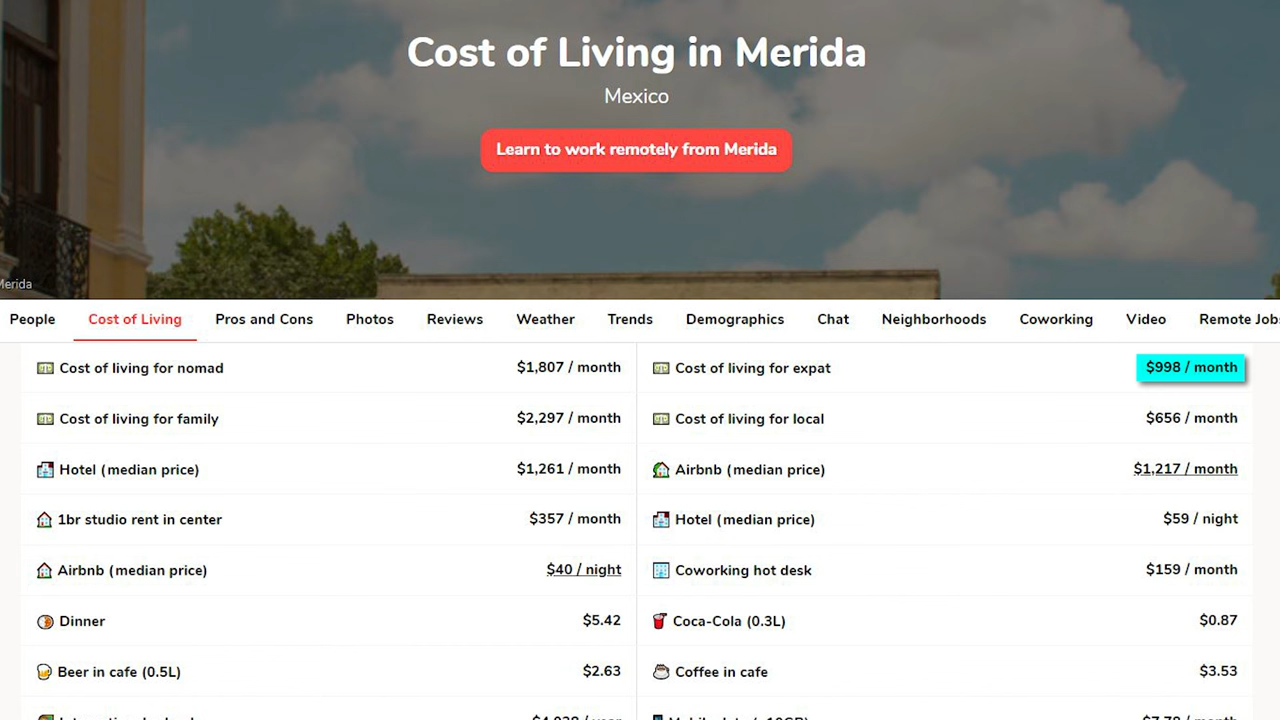 Cost of Living in Merida
Mexico
Learn to work remotely from Merida
Merida
People Cost of Living Pros and Cons Photos Reviews Weather Trends Demographics Chat Neighborhoods Coworking Video Remote Jobs
Cost of living for nomad $1,807 / month Cost of living for expat $998 / month
Cost of living for family $2,297 / month Cost of living for local $656 / month
Hotel (median price) $1,261 / month Airbnb (median price) $1,217 / month
1br studio rent in center $357 / month Hotel (median price) $59 / night
Airbnb (median price) $40 / night Coworking hot desk $159 / month
Dinner $5.42 Coca-Cola (0.3L) $0.87
Beer in cafe (0.5L) $2.63 Coffee in cafe $3.53